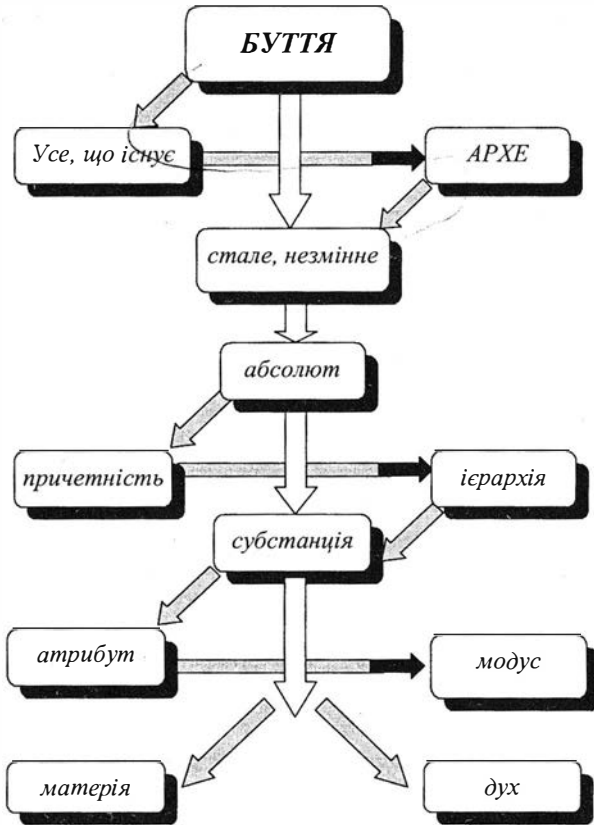 БУТТЯ
Усе, що існує
АРХЕ
стале, незмінне
абсолют
причетність
ієрархія
субстанція
атрибут
модус
матерія
дух